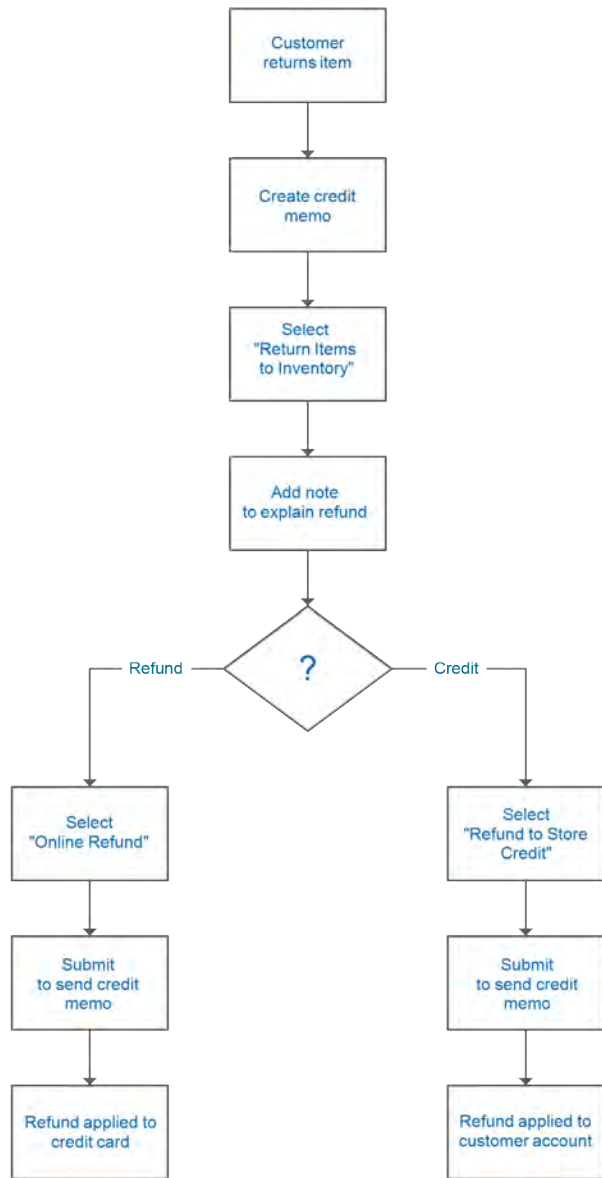 Customer
returns item
Create credit
memo
Select
"Return Items
to Inventory"
Add note
to explain refund
?
Refund
Credit
Select
"Online Refund"
Select
"Refund to Store
Credit"
Submit
to send credit
memo
Submit
to send credit
memo
Refund applied to
credit card
Refund applied to
customer account